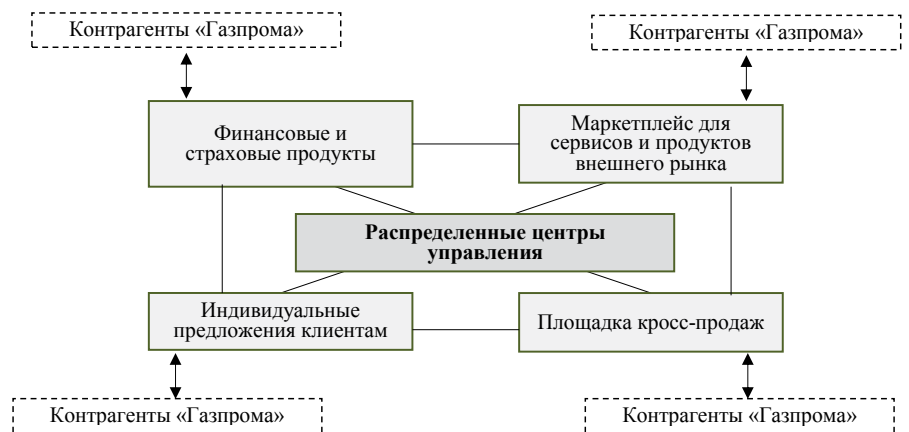 Контрагенты «Газпрома»
Контрагенты «Газпрома»
Финансовые и
страховые продукты
Маркетплейс для
сервисов и продуктов
внешнего рынка
Распределенные центры
управления
Индивидуальные
предложения клиентам
Площадка кросс-продаж
Контрагенты «Газпрома»
Контрагенты «Газпрома»